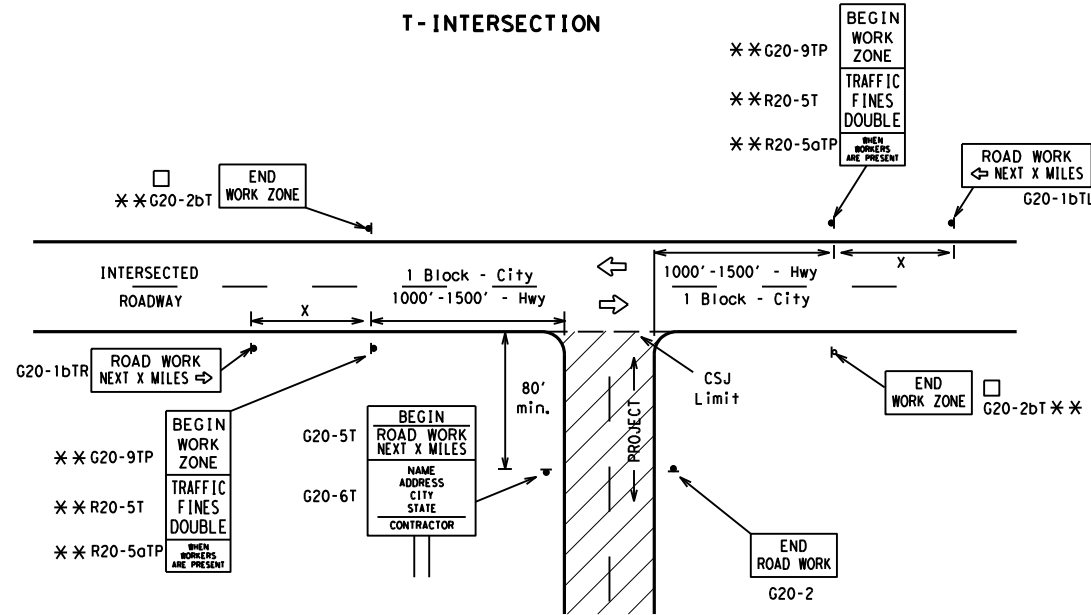 T-INTERSECTION
✳✳G20-9TP
BEGIN
WORK
ZONE
✳✳R20-5T
TRAFFIC
FINES
DOUBLE
✳✳R20-5aTP
WHEN
WORKERS
ARE PRESENT
ROAD WORK
⇦ NEXT X MILES
G20-1bTL
□
✳✳G20-2bT
END
WORK ZONE
INTERSECTED
ROADWAY
X
1 Block - City
1000'-1500' - Hwy
1000'-1500' - Hwy
1 Block - City
X
G20-1bTR
ROAD WORK
NEXT X MILES ⇨
80'
min.
CSJ
Limit
PROJECT
END
WORK ZONE
□
G20-2bT ✳✳
✳✳G20-9TP
BEGIN
WORK
ZONE
✳✳R20-5T
TRAFFIC
FINES
DOUBLE
✳✳R20-5aTP
WHEN
WORKERS
ARE PRESENT
G20-5T
BEGIN
ROAD WORK
NEXT X MILES
G20-6T
NAME
ADDRESS
CITY
STATE
CONTRACTOR
END
ROAD WORK
G20-2